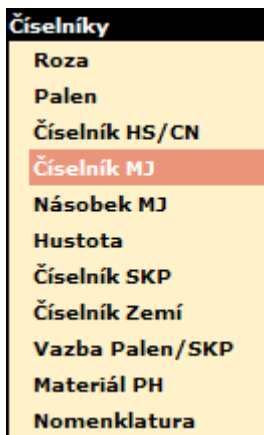 Číselníky
Roza
Palen
Číselník HS/CN
Číselník MJ
Násobek MJ
Hustota
Číselník SKP
Číselník Zemí
Vazba Palen/SKP
Materiál PH
Nomenklatura